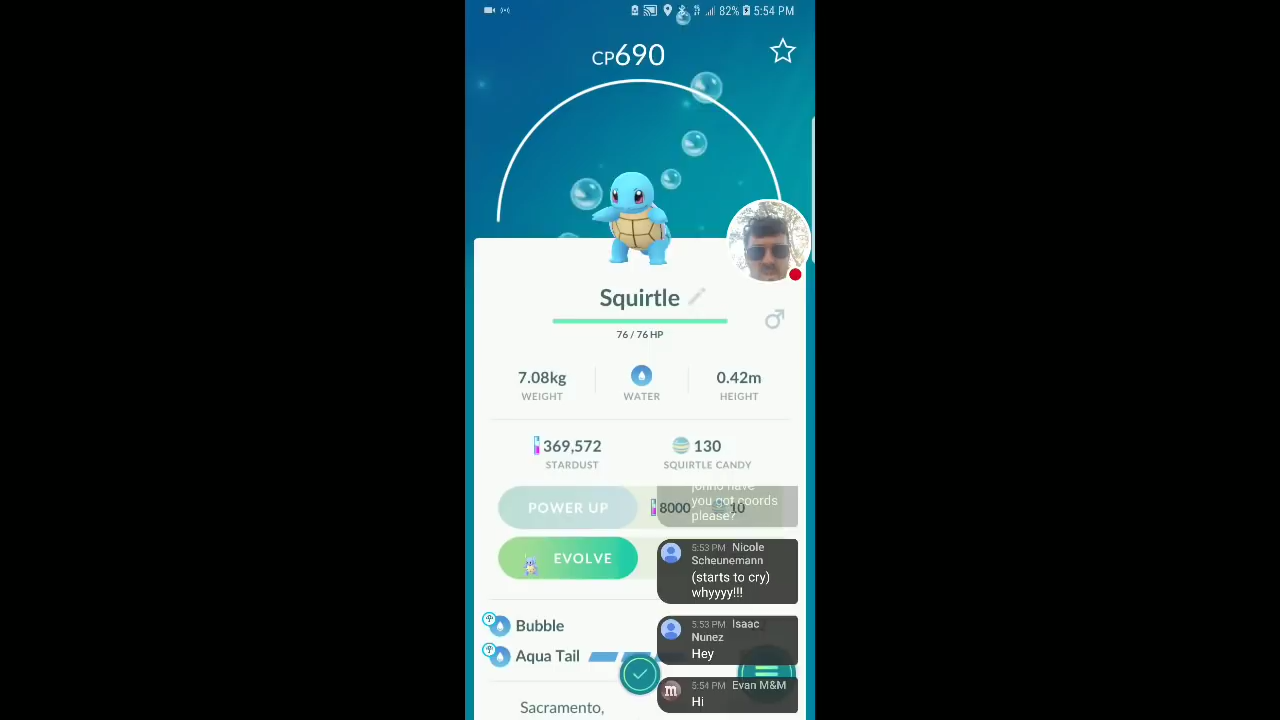 82% 5:54 PM
CP690
Squirtle
76 / 76 HP
7.08kg
WEIGHT
WATER
0.42m
HEIGHT
369,572
STARDUST
130
SQUIRTLE CANDY
POWER UP
8000
10
johno have
you got coords
please?
EVOLVE
5:53 PM Nicole
Scheunemann
(starts to cry)
whyyyy!!!
Bubble
Aqua Tail
5:53 PM Isaac
Nunez
Hey
m
5:54 PM Evan M&M
Hi
Sacramento,